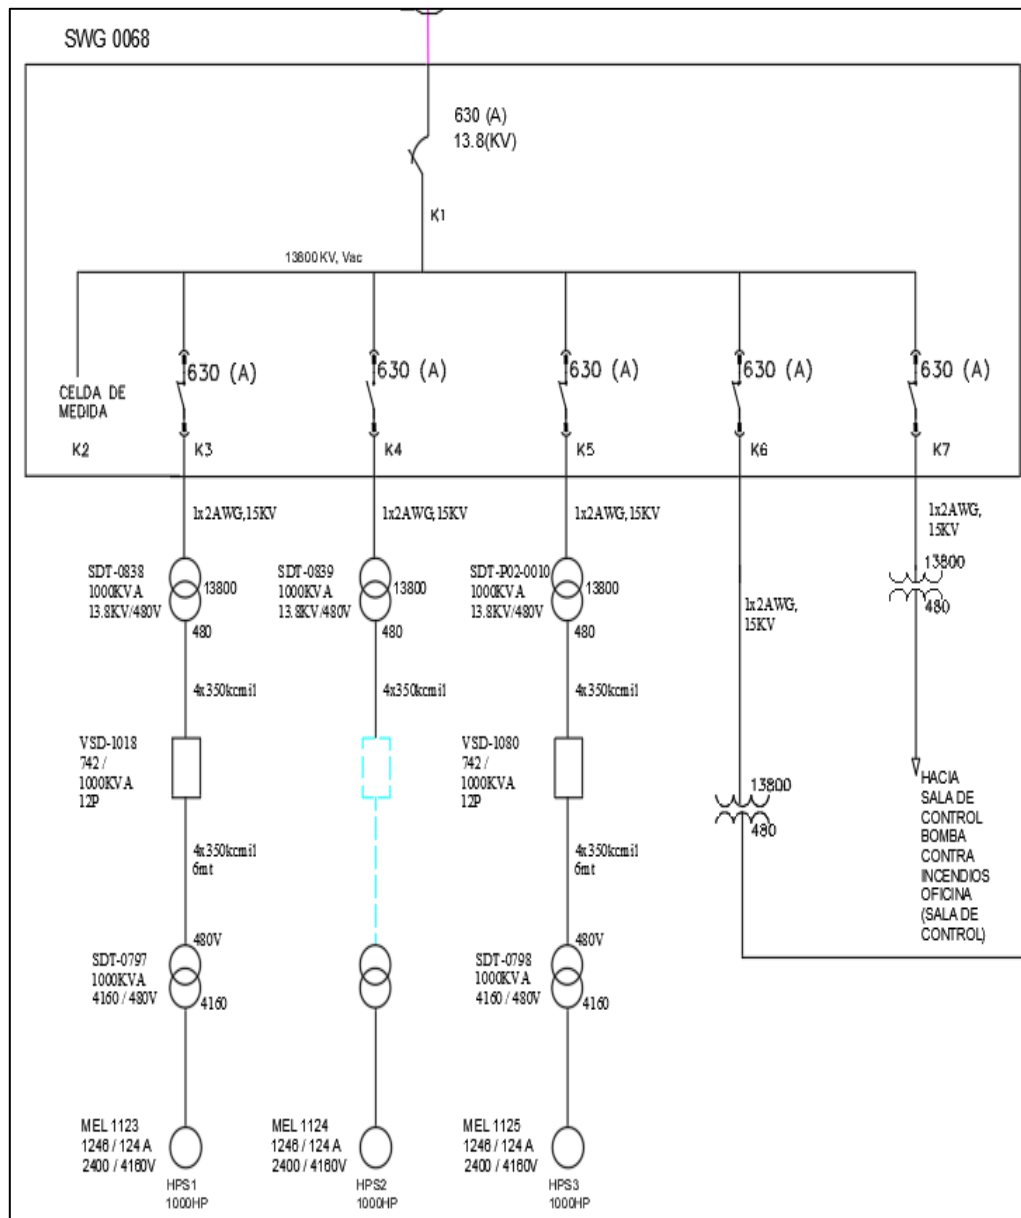 SWG 0068
630 (A)
13.8(KV)
K1
13800 KV, Vac
CELDA DE
MEDIDA
K2
630 (A)
K3
630 (A)
K4
630 (A)
K5
630 (A)
K6
630 (A)
K7
1x2AWG,15KV
1x2AWG,15KV
1x2AWG,15KV
1x2AWG,
15KV
1x2AWG,
15KV
SDT-0838
1000KVA
13.8KV/480V
13800
480
SDT-0839
1000KVA
13.8KV/480V
13800
480
SDT-P02-0010
1000KVA
13.8KV/480V
13800
480
13800
480
13800
480
4x350kcmil
4x350kcmil
4x350kcmil
VSD-1018
742 /
1000KVA
12P
VSD-1080
742 /
1000KVA
12P
HACIA
SALA DE
CONTROL
BOMBA
CONTRA
INCENDIOS
OFICINA
(SALA DE
CONTROL)
4x350kcmil
6mt
4x350kcmil
6mt
480V
SDT-0797
1000KVA
4160 / 480V
4160
480V
SDT-0798
1000KVA
4160 / 480V
4160
MEL 1123
1246 / 124 A
2400 / 4160V
HPS1
1000HP
MEL 1124
1246 / 124 A
2400 / 4160V
HPS2
1000HP
MEL 1125
1246 / 124 A
2400 / 4160V
HPS3
1000HP